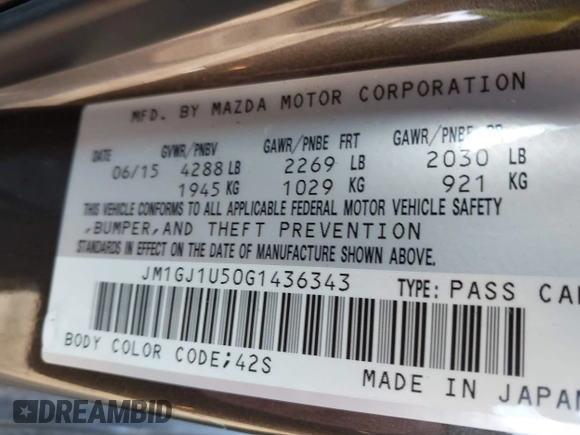 MFD. BY MAZDA MOTOR CORPORATION
DATE GVWR/PNBV GAWR/PNBE FRT GAWR/PNBE
06/15 4288 LB 2269 LB 2030 LB
1945 KG 1029 KG 921 KG
THIS VEHICLE CONFORMS TO ALL APPLICABLE FEDERAL MOTOR VEHICLE SAFETY
,BUMPER,AND THEFT PREVENTION
STANDARDS IN EFFECT ON THE DATE OF MANUFACTURE SHOWN ABOVE.
JM1GJ1U50G1436343 TYPE: PASS CAR
BODY COLOR CODE;42S
MADE IN JAPAN
DREAMBID